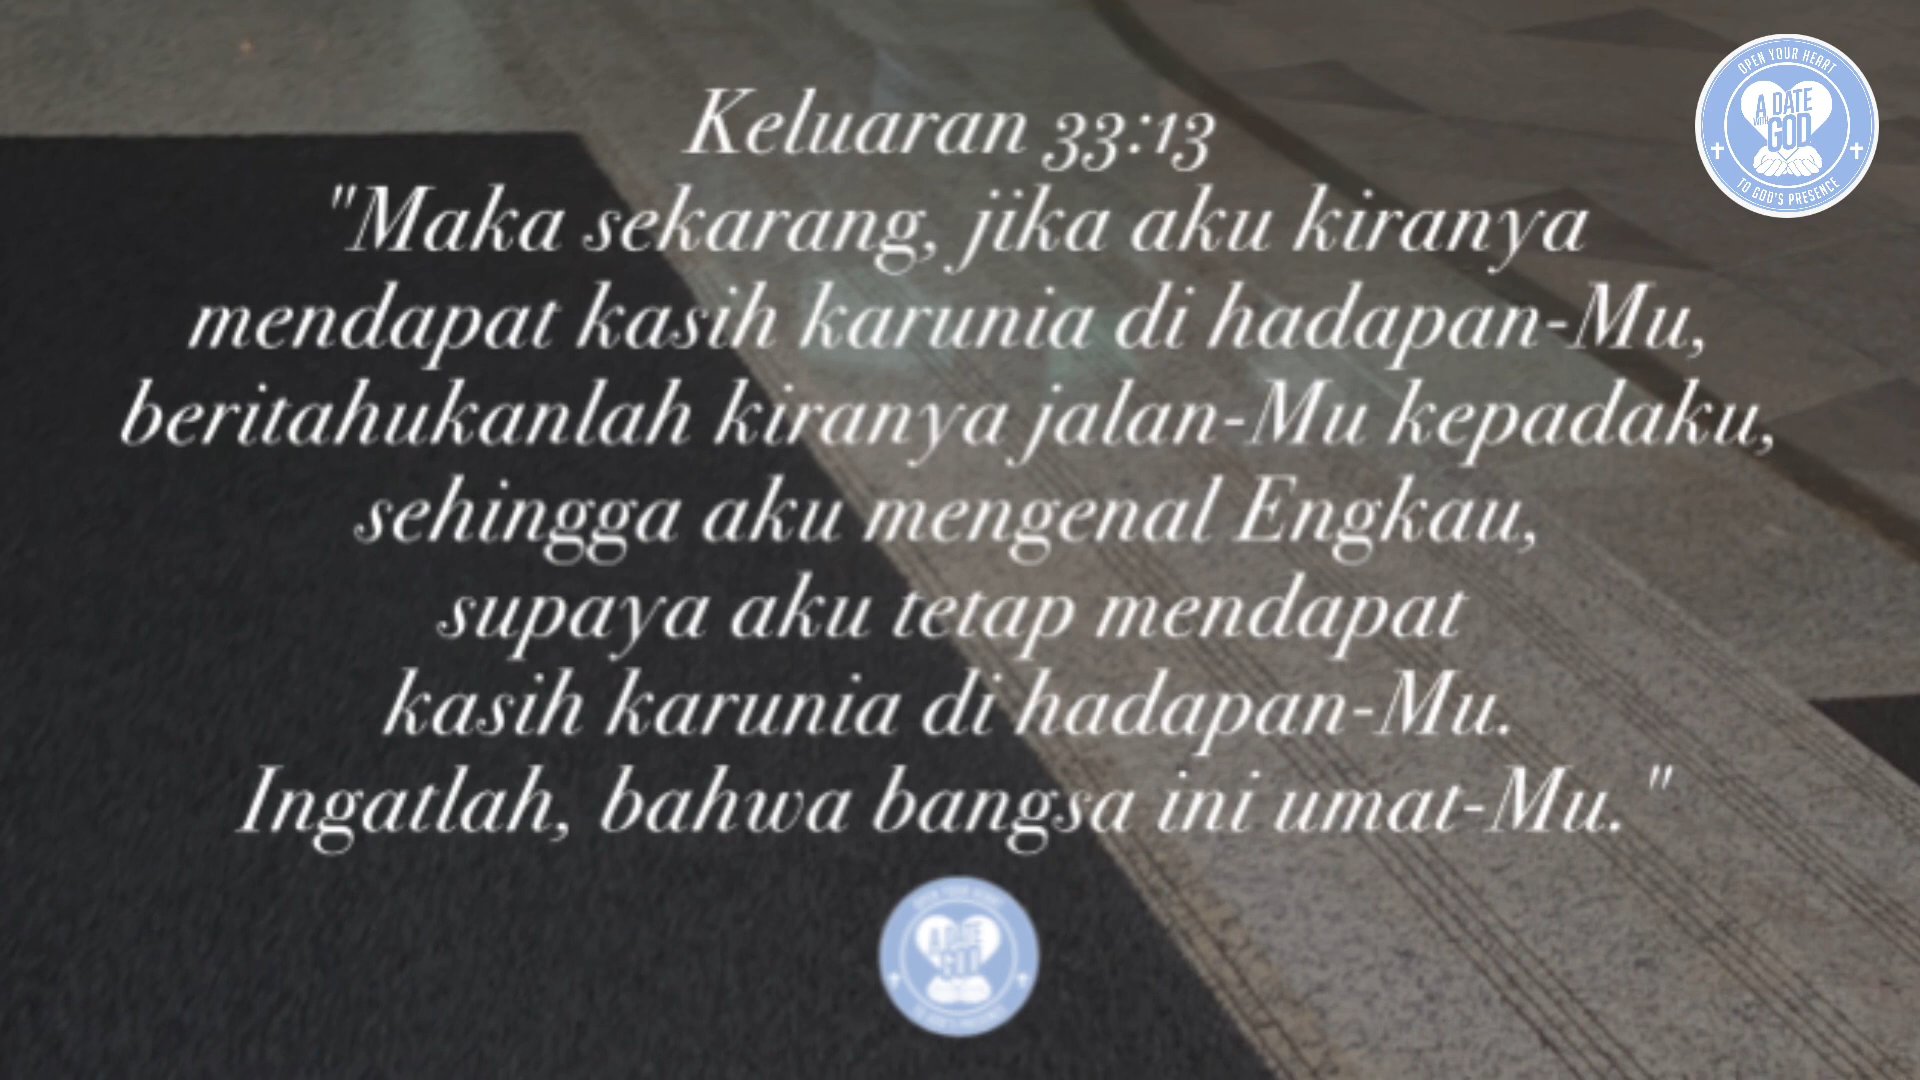 Keluaran 33:13
"Maka sekarang, jika aku kiranya
mendapat kasih karunia di hadapan-Mu,
beritahukanlah kiranya jalan-Mu kepadaku,
sehingga aku mengenal Engkau,
supaya aku tetap mendapat
kasih karunia di hadapan-Mu.
Ingatlah, bahwa bangsa ini umat-Mu. "
OPEN YOUR HEART
A DATE
WITH
GOD
TO GOD'S PRESENCE
A DATE
GOD